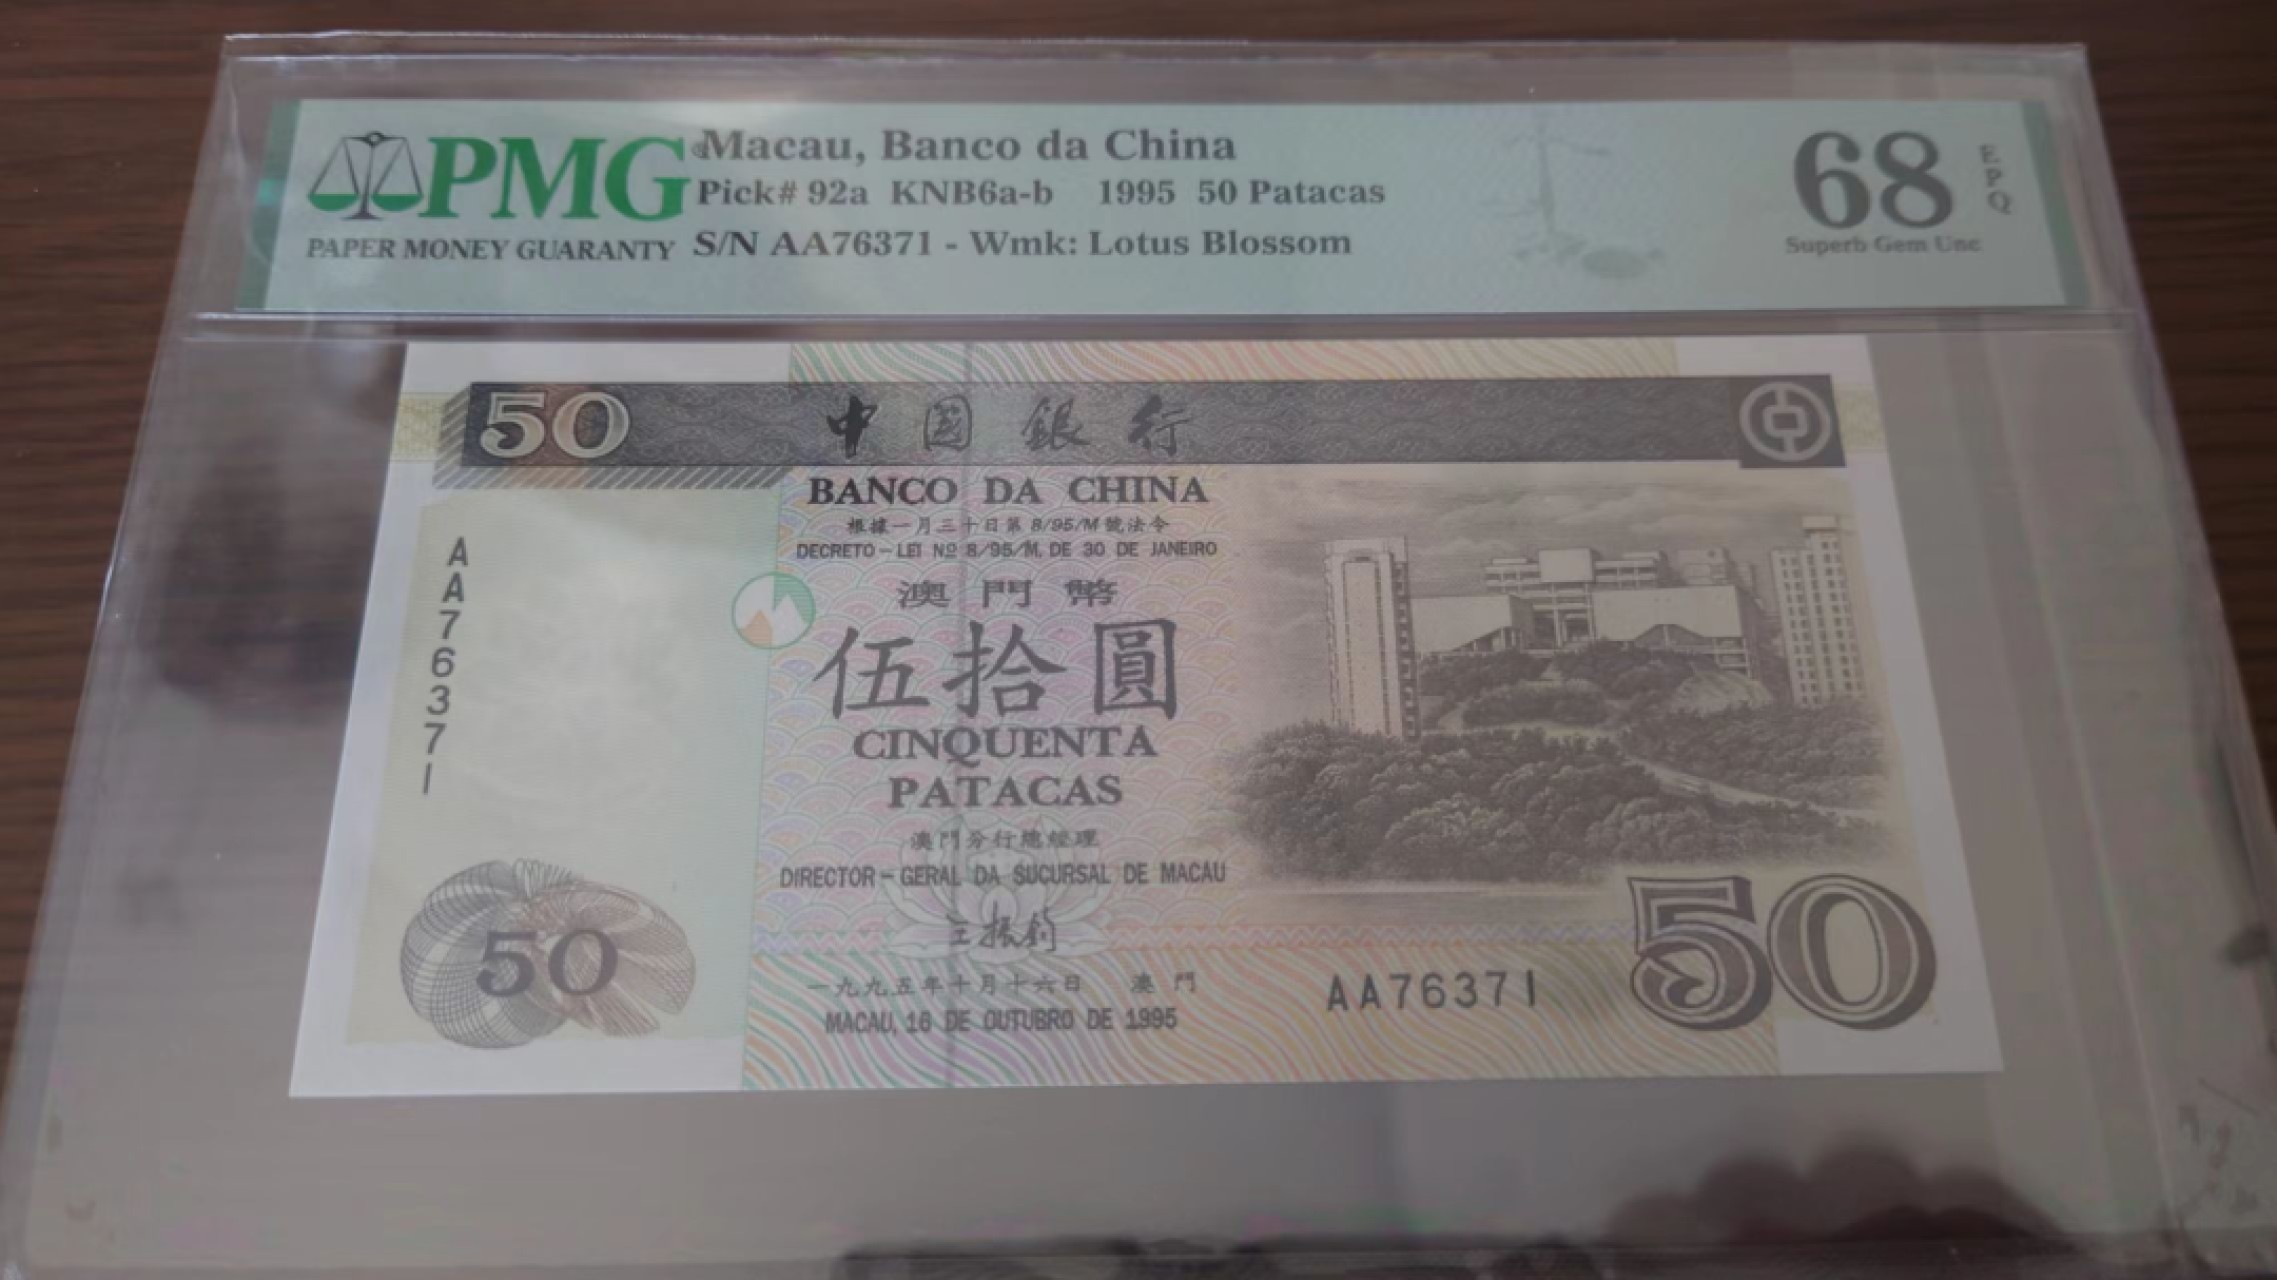 PMG
PAPER MONEY GUARANTY
Macau, Banco da China
Pick# 92a KNB6a-b 1995 50 Patacas
S/N AA76371 - Wmk: Lotus Blossom
68
EPQ
Superb Gem Unc
50
中國銀行
BANCO DA CHINA
根據一月三十日第8/95/M號法令
DECRETO-LEI Nº 8/95/M, DE 30 DE JANEIRO
AA76371
澳門幣
伍拾圓
CINQUENTA
PATACAS
澳門分行總經理
DIRECTOR-GERAL DA SUCURSAL DE MACAU
王振鈞
50
一九九五年十月十六日 澳門
MACAU, 16 DE OUTUBRO DE 1995
AA76371
50